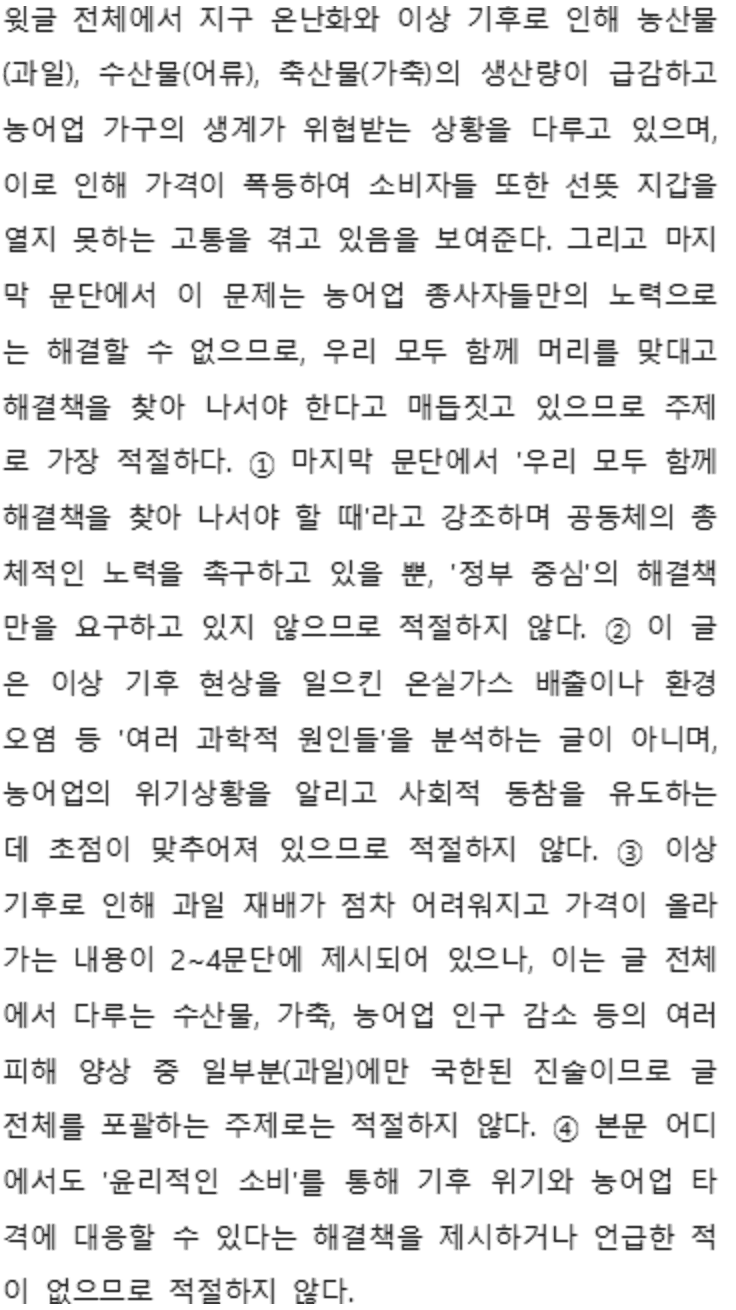 윗글 전체에서 지구 온난화와 이상 기후로 인해 농산물
(과일), 수산물(어류), 축산물(가축)의 생산량이 급감하고
농어업 가구의 생계가 위협받는 상황을 다루고 있으며,
이로 인해 가격이 폭등하여 소비자들 또한 선뜻 지갑을
열지 못하는 고통을 겪고 있음을 보여준다. 그리고 마지
막 문단에서 이 문제는 농어업 종사자들만의 노력으로
는 해결할 수 없으므로, 우리 모두 함께 머리를 맞대고
해결책을 찾아 나서야 한다고 매듭짓고 있으므로 주제
로 가장 적절하다. ① 마지막 문단에서 '우리 모두 함께
해결책을 찾아 나서야 할 때'라고 강조하며 공동체의 총
체적인 노력을 촉구하고 있을 뿐, '정부 중심'의 해결책
만을 요구하고 있지 않으므로 적절하지 않다. ② 이 글
은 이상 기후 현상을 일으킨 온실가스 배출이나 환경
오염 등 '여러 과학적 원인들'을 분석하는 글이 아니며,
농어업의 위기상황을 알리고 사회적 동참을 유도하는
데 초점이 맞추어져 있으므로 적절하지 않다. ③ 이상
기후로 인해 과일 재배가 점차 어려워지고 가격이 올라
가는 내용이 2~4문단에 제시되어 있으나, 이는 글 전체
에서 다루는 수산물, 가축, 농어업 인구 감소 등의 여러
피해 양상 중 일부분(과일)에만 국한된 진술이므로 글
전체를 포괄하는 주제로는 적절하지 않다. ④ 본문 어디
에서도 '윤리적인 소비'를 통해 기후 위기와 농어업 타
격에 대응할 수 있다는 해결책을 제시하거나 언급한 적
이 없으므로 적절하지 않다.